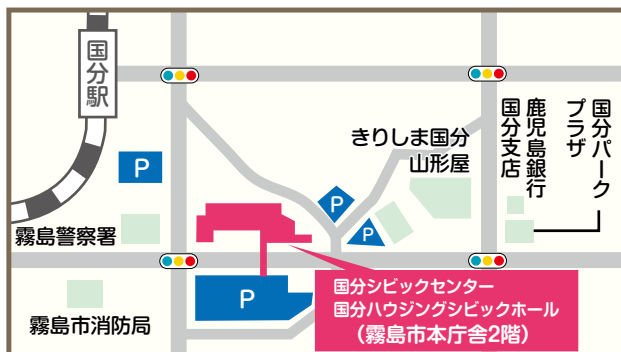 国分駅
P
きりしま国分
山形屋
国分パーク
プラザ
鹿児島銀行
国分支店
P
P
霧島警察署
P
国分シビックセンター
国分ハウジングシビックホール
(霧島市本庁舎2階)
霧島市消防局